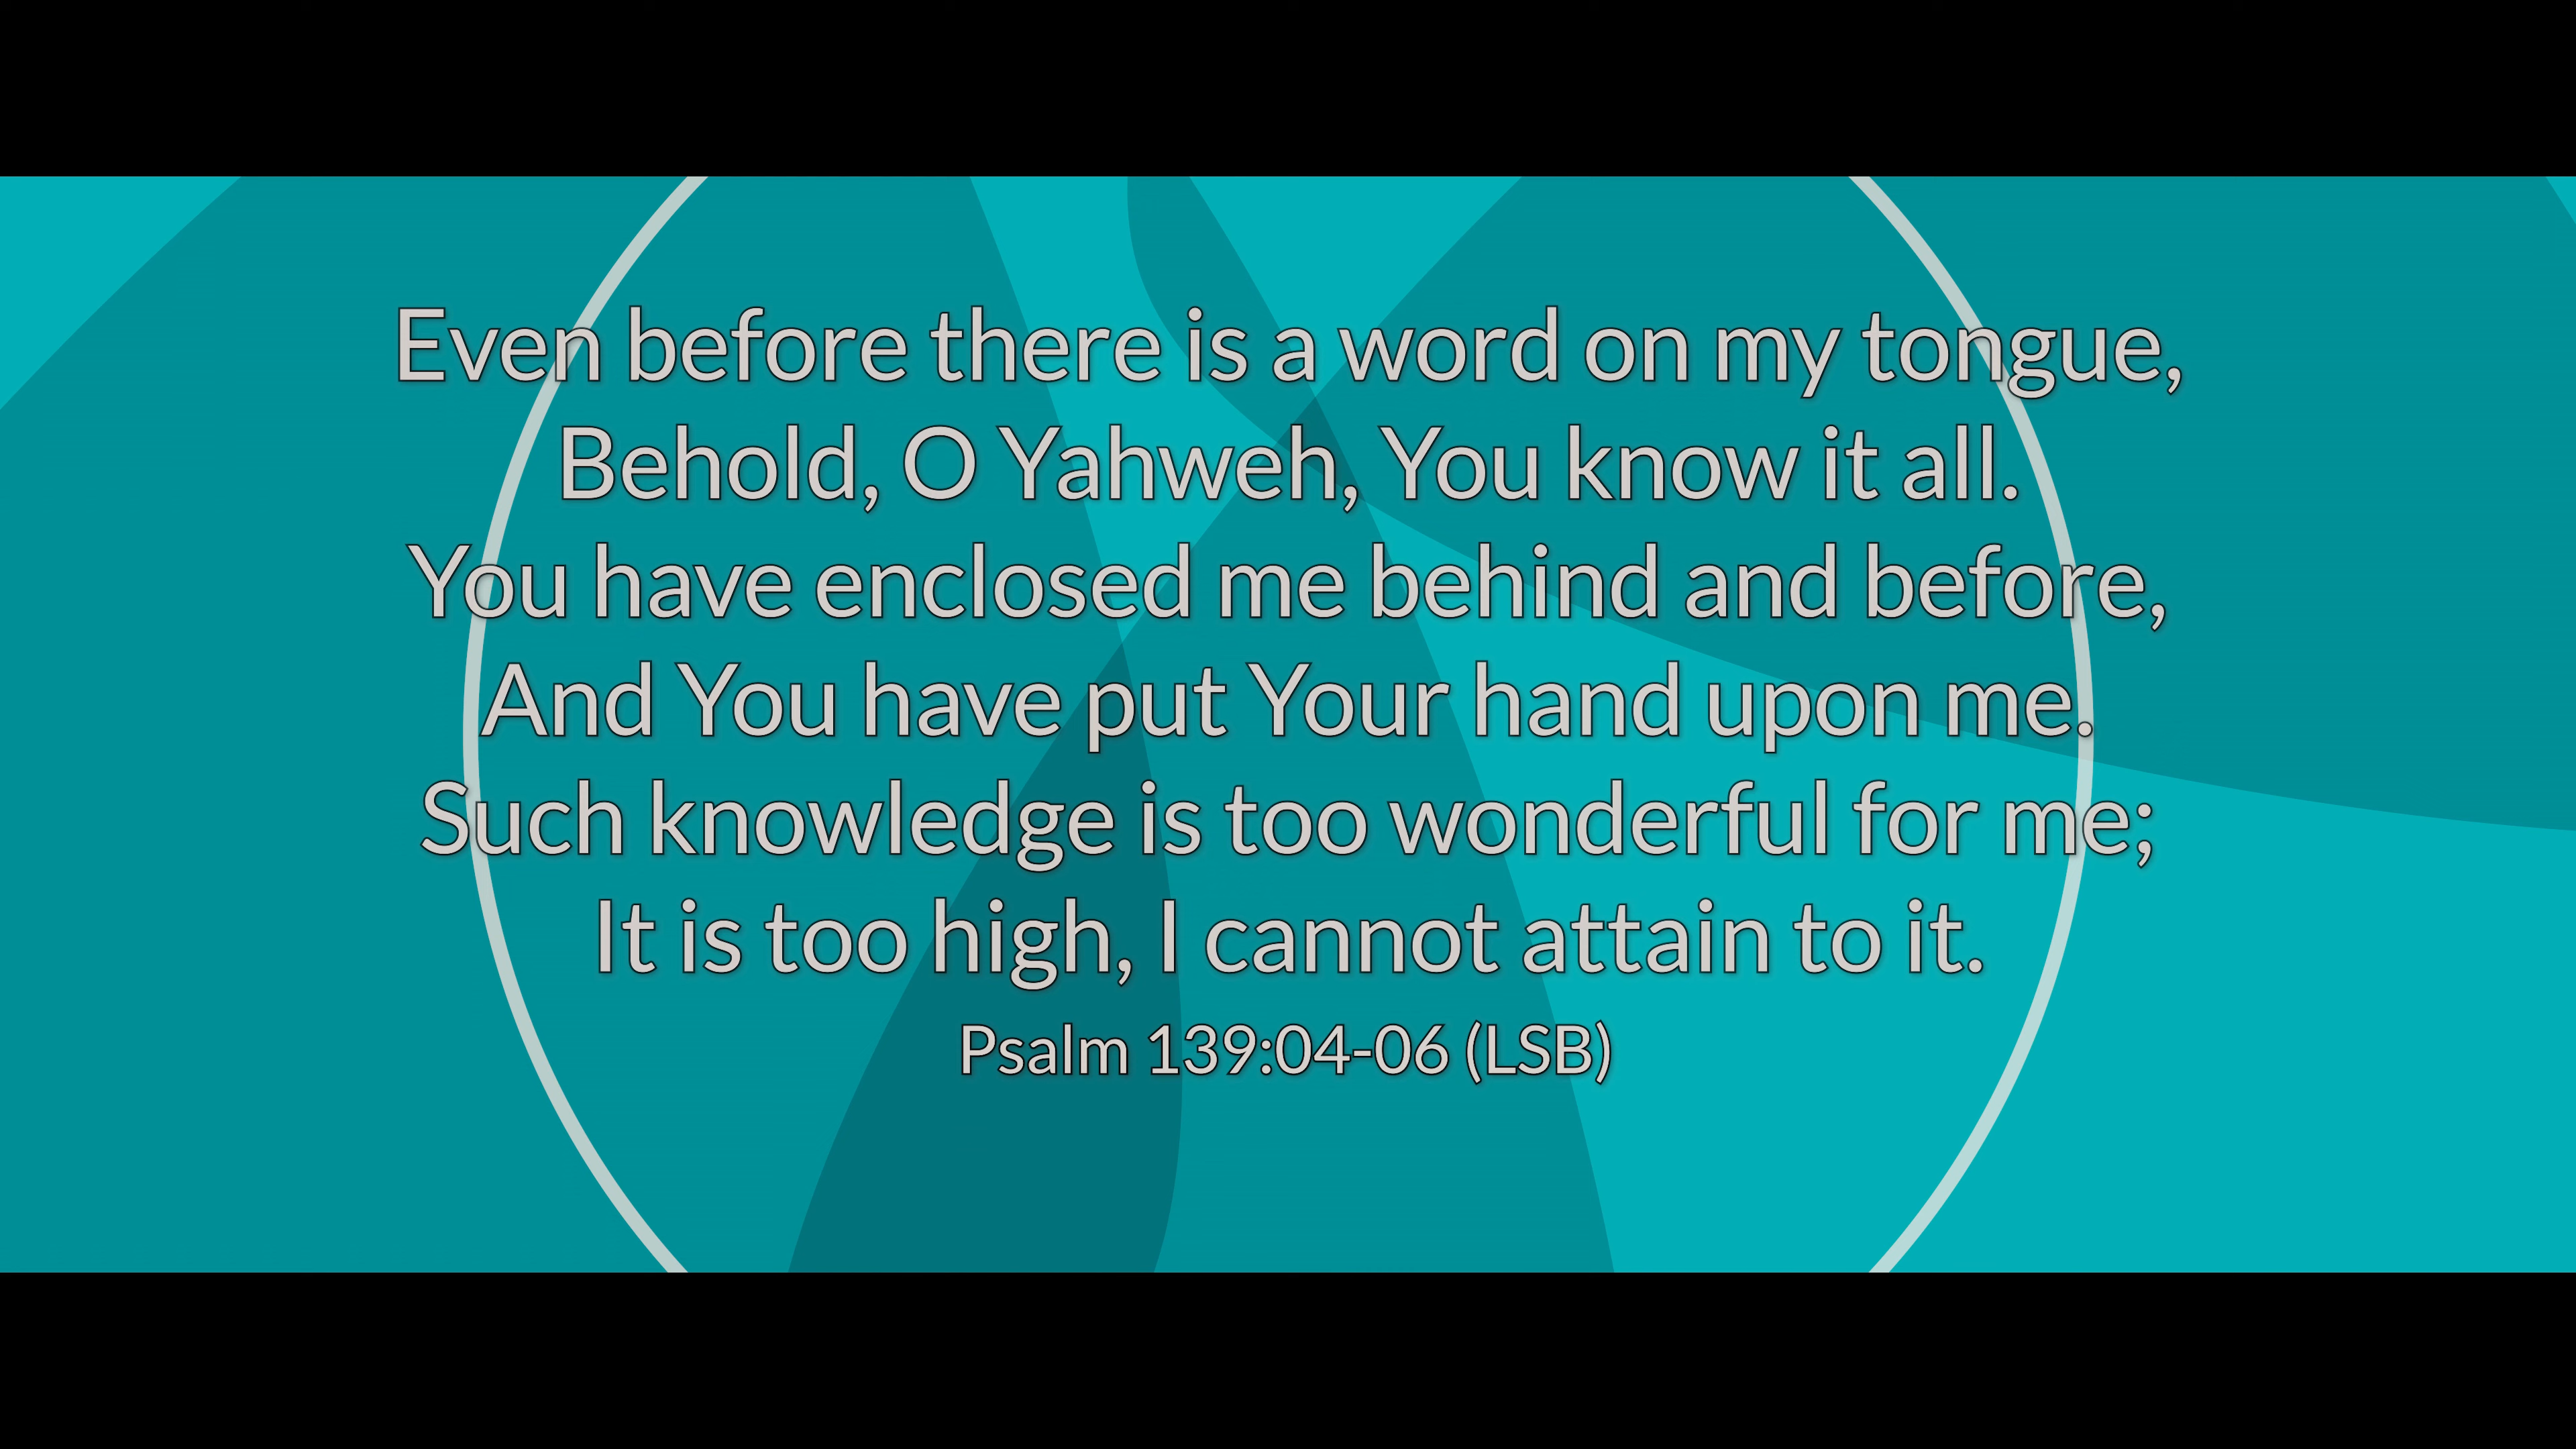 Even before there is a word on my tongue,
Behold, O Yahweh, You know it all.
You have enclosed me behind and before,
And You have put Your hand upon me.
Such knowledge is too wonderful for me;
It is too high, I cannot attain to it.
Psalm 139:04-06 (LSB)